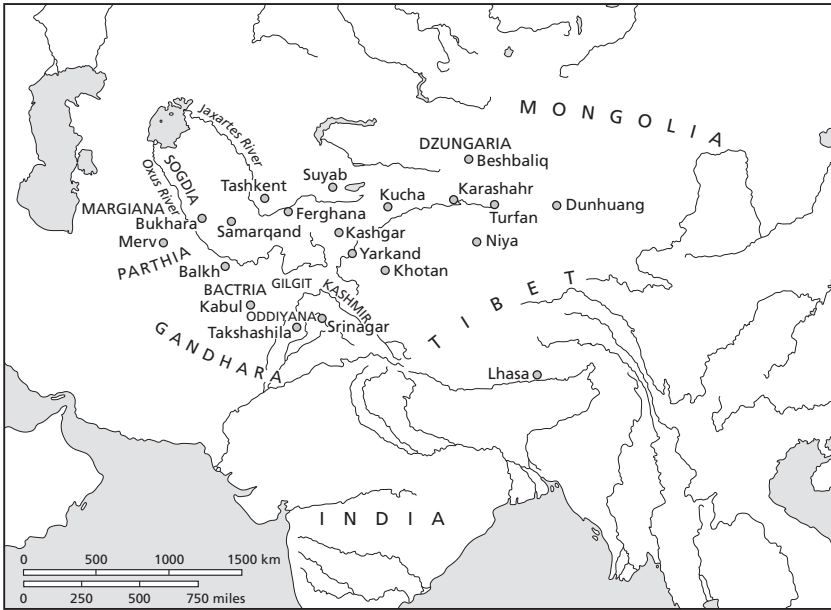 MONGOLIA
Jaxartes River
DZUNGARIA
Beshbaliq
SOGDIA
Oxus River
Suyab
Tashkent
Kucha
Karashahr
MARGIANA
Ferghana
Turfan
Dunhuang
Bukhara
Samarqand
Kashgar
Merv
Niya
PARTHIA
Yarkand
Balkh
Khotan
GILGIT
TIBET
BACTRIA
KASHMIR
Kabul
ODDIYANA
Takshashila
Srinagar
GANDHARA
Lhasa
INDIA
0 500 1000 1500 km
0 250 500 750 miles